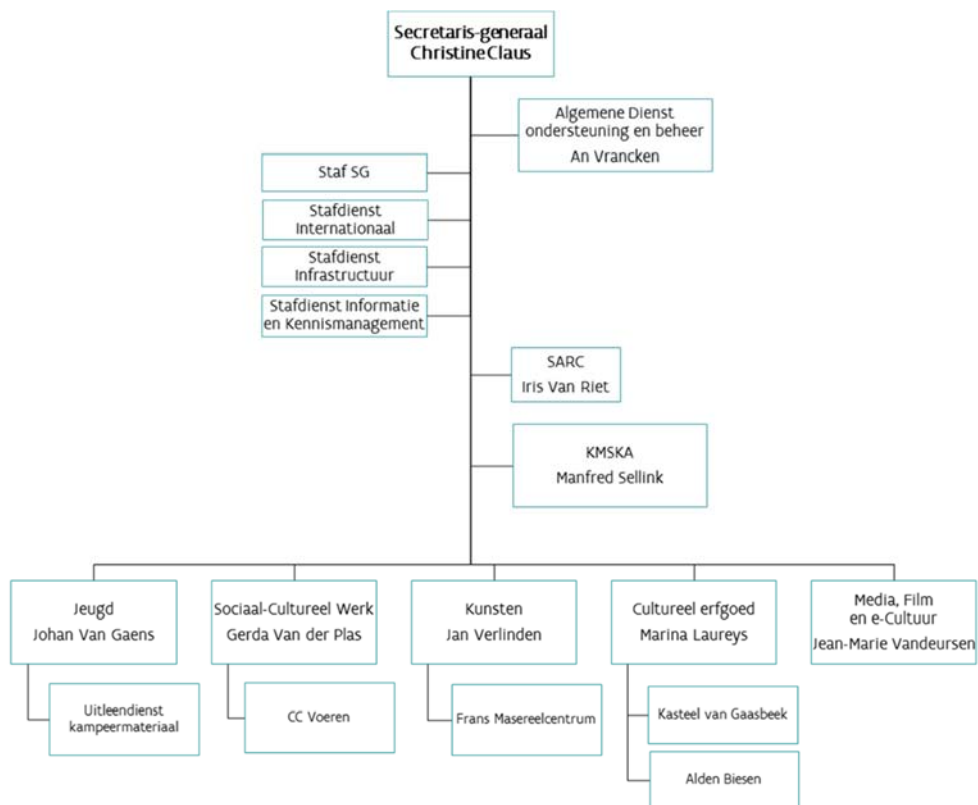 Secretaris-generaal
Christine Claus
Algemene Dienst
ondersteuning en beheer
An Vrancken
Staf SG
Stafdienst
Internationaal
Stafdienst
Infrastructuur
Stafdienst Informatie
en Kennismanagement
SARC
Iris Van Riet
KMSKA
Manfred Sellink
Jeugd
Johan Van Gaens
Sociaal-Cultureel Werk
Gerda Van der Plas
Kunsten
Jan Verlinden
Cultureel erfgoed
Marina Laureys
Media, Film
en e-Cultuur
Jean-Marie Vandeursen
Uitleendienst
kampeermateriaal
CC Voeren
Frans Masereelcentrum
Kasteel van Gaasbeek
Alden Biesen